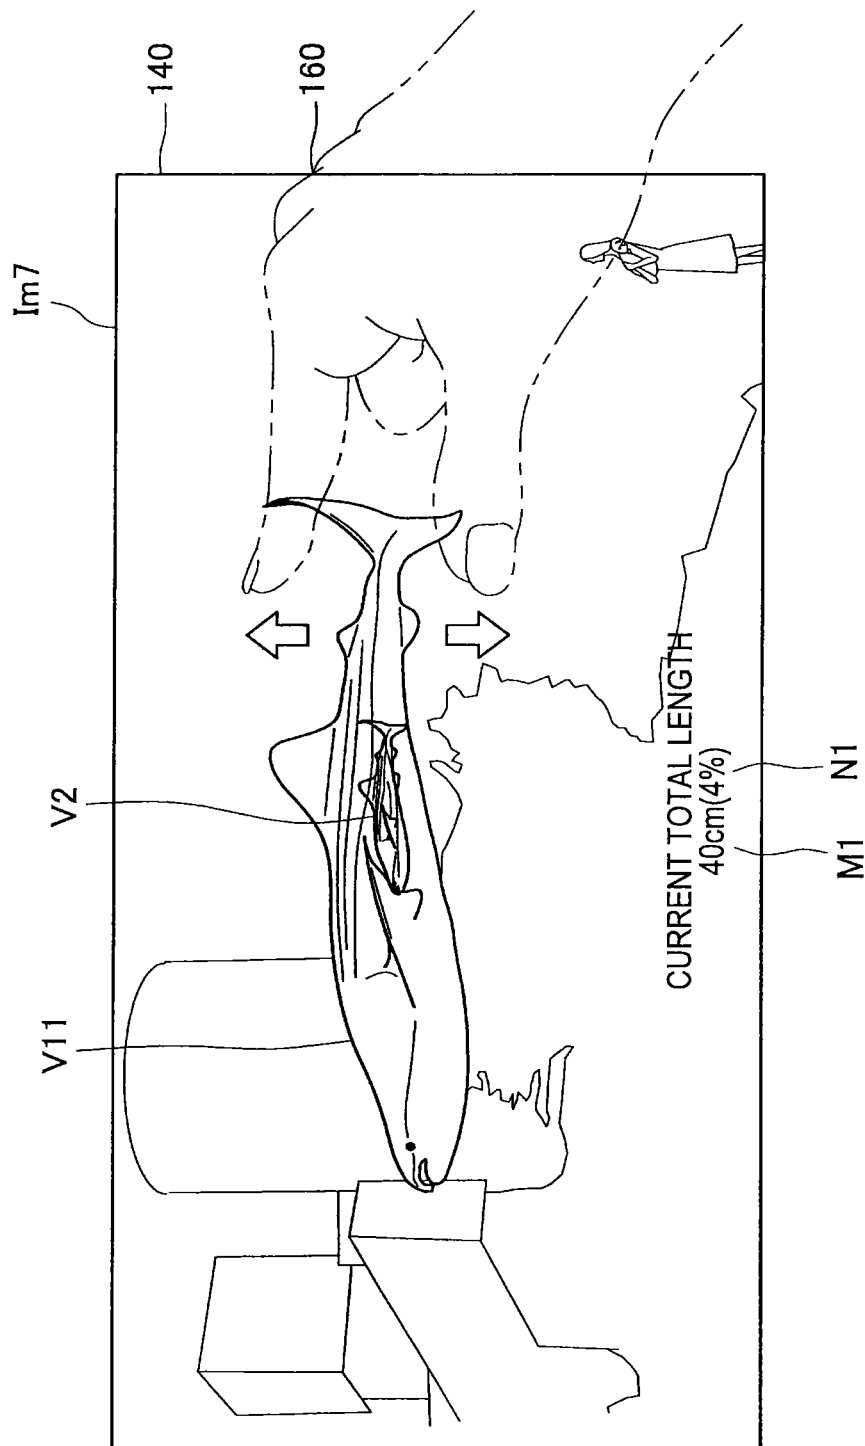 Im7
140
160
V2
V11
CURRENT TOTAL LENGTH
40cm(4%)
M1
N1